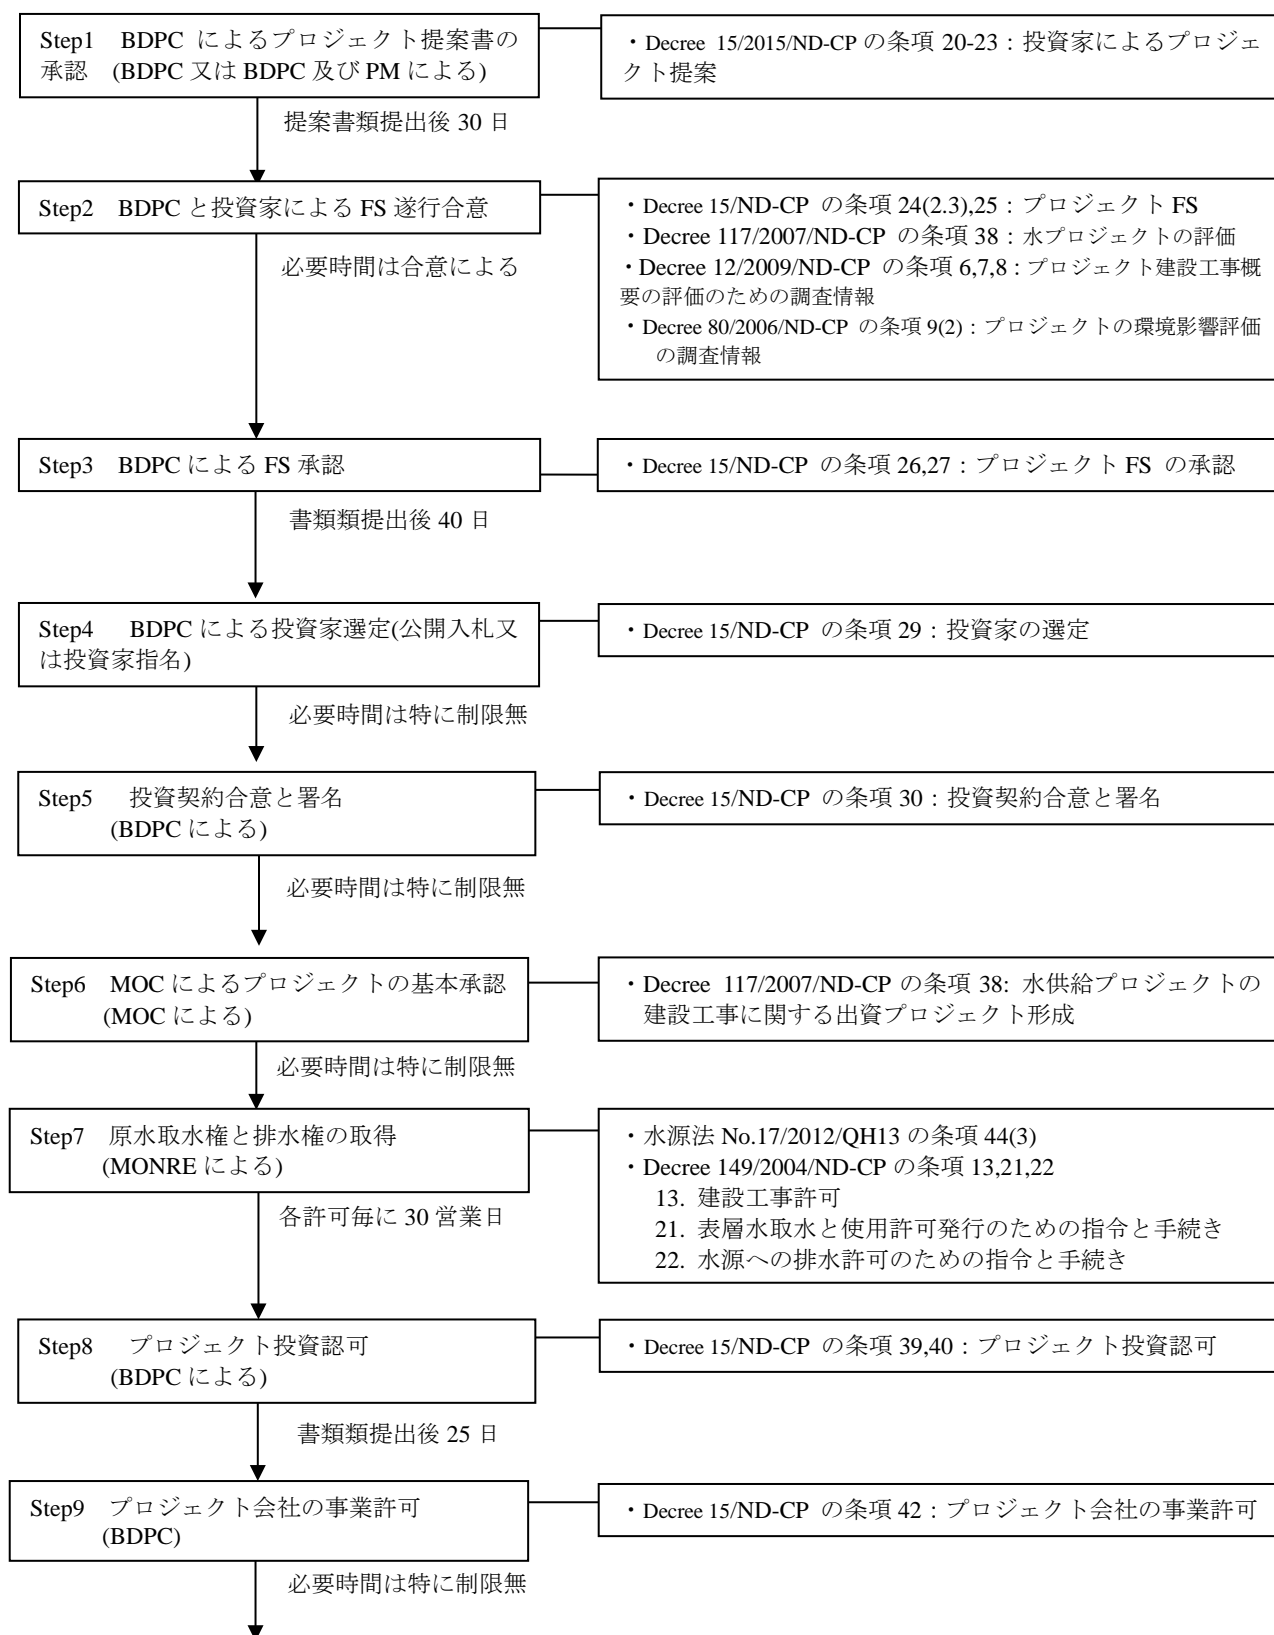 Step1 BDPC によるプロジェクト提案書の
承認 (BDPC 又は BDPC 及び PM による)
・Decree 15/2015/ND-CP の条項 20-23：投資家によるプロジェ
クト提案
提案書類提出後 30 日
Step2 BDPC と投資家による FS 遂行合意
・Decree 15/ND-CP の条項 24(2.3),25：プロジェクト FS
・Decree 117/2007/ND-CP の条項 38：水プロジェクトの評価
・Decree 12/2009/ND-CP の条項 6,7,8：プロジェクト建設工事概
要の評価のための調査情報
・Decree 80/2006/ND-CP の条項 9(2)：プロジェクトの環境影響評価
の調査情報
必要時間は合意による
Step3 BDPC による FS 承認
・Decree 15/ND-CP の条項 26,27：プロジェクト FS の承認
書類類提出後 40 日
Step4 BDPC による投資家選定(公開入札又
は投資家指名)
・Decree 15/ND-CP の条項 29：投資家の選定
必要時間は特に制限無
Step5 投資契約合意と署名
(BDPC による)
・Decree 15/ND-CP の条項 30：投資契約合意と署名
必要時間は特に制限無
Step6 MOC によるプロジェクトの基本承認
(MOC による)
・Decree 117/2007/ND-CP の条項 38: 水供給プロジェクトの
建設工事に関する出資プロジェクト形成
必要時間は特に制限無
Step7 原水取水権と排水権の取得
(MONRE による)
・水源法 No.17/2012/QH13 の条項 44(3)
・Decree 149/2004/ND-CP の条項 13,21,22
13. 建設工事許可
21. 表層水取水と使用許可発行のための指令と手続き
22. 水源への排水許可のための指令と手続き
各許可毎に 30 営業日
Step8 プロジェクト投資認可
(BDPC による)
・Decree 15/ND-CP の条項 39,40：プロジェクト投資認可
書類類提出後 25 日
Step9 プロジェクト会社の事業許可
(BDPC)
・Decree 15/ND-CP の条項 42：プロジェクト会社の事業許可
必要時間は特に制限無